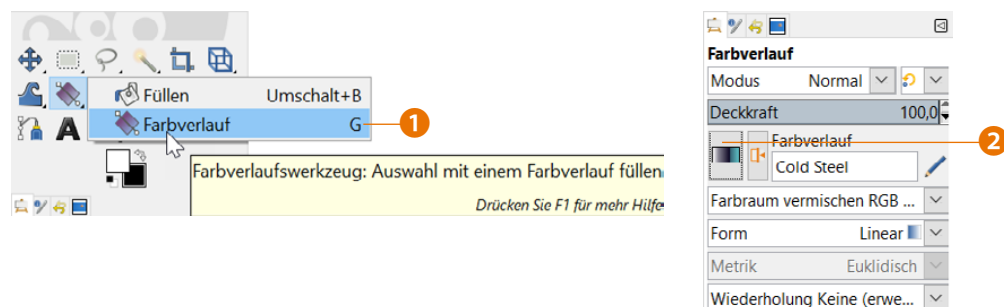 Füllen Umschalt+B
Farbverlauf G
1
Farbverlaufswerkzeug: Auswahl mit einem Farbverlauf füllen
Drücken Sie F1 für mehr Hilfe
Farbverlauf
Modus Normal
Deckkraft 100,0
2
Farbverlauf
Cold Steel
Farbraum vermischen RGB ...
Form Linear
Metrik Euklidisch
Wiederholung Keine (erwe...